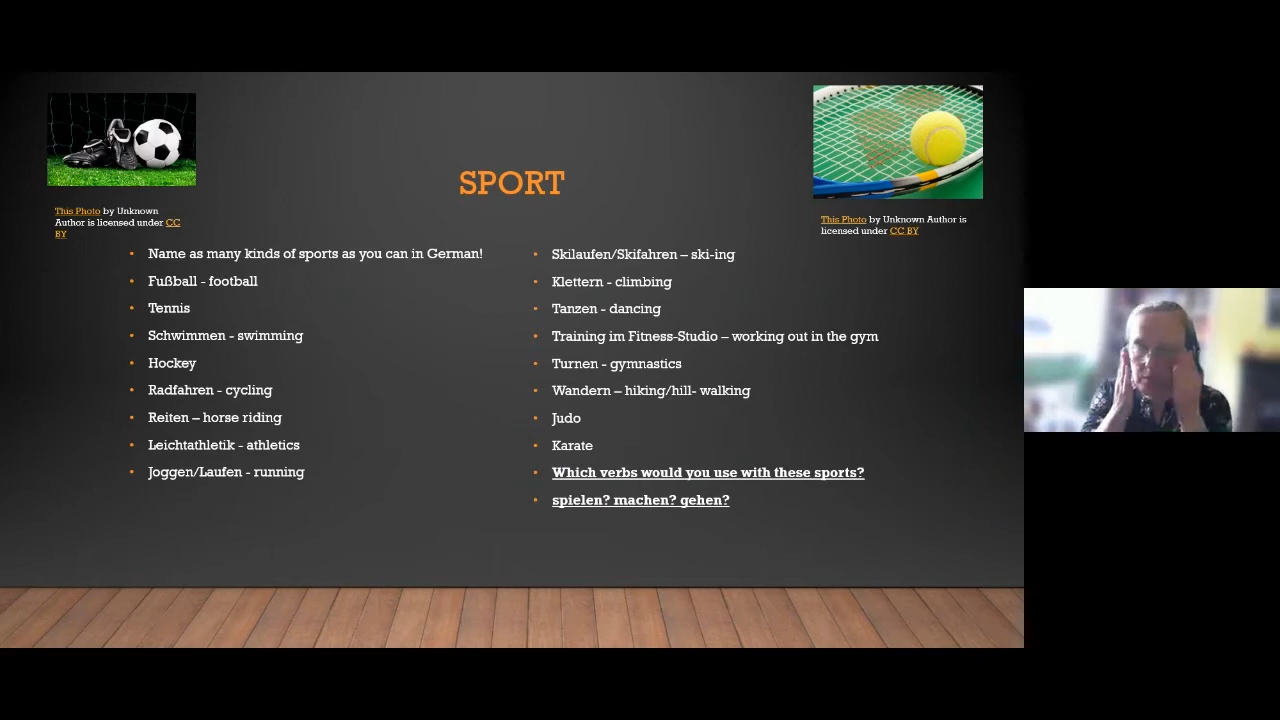 SPORT
This Photo by Unknown
Author is licensed under CC
BY
This Photo by Unknown Author is
licensed under CC BY
• Name as many kinds of sports as you can in German!
• Fußball - football
• Tennis
• Schwimmen - swimming
• Hockey
• Radfahren - cycling
• Reiten – horse riding
• Leichtathletik - athletics
• Joggen/Laufen - running
• Skilaufen/Skifahren – ski-ing
• Klettern - climbing
• Tanzen - dancing
• Training im Fitness-Studio – working out in the gym
• Turnen - gymnastics
• Wandern – hiking/hill- walking
• Judo
• Karate
• Which verbs would you use with these sports?
• spielen? machen? gehen?